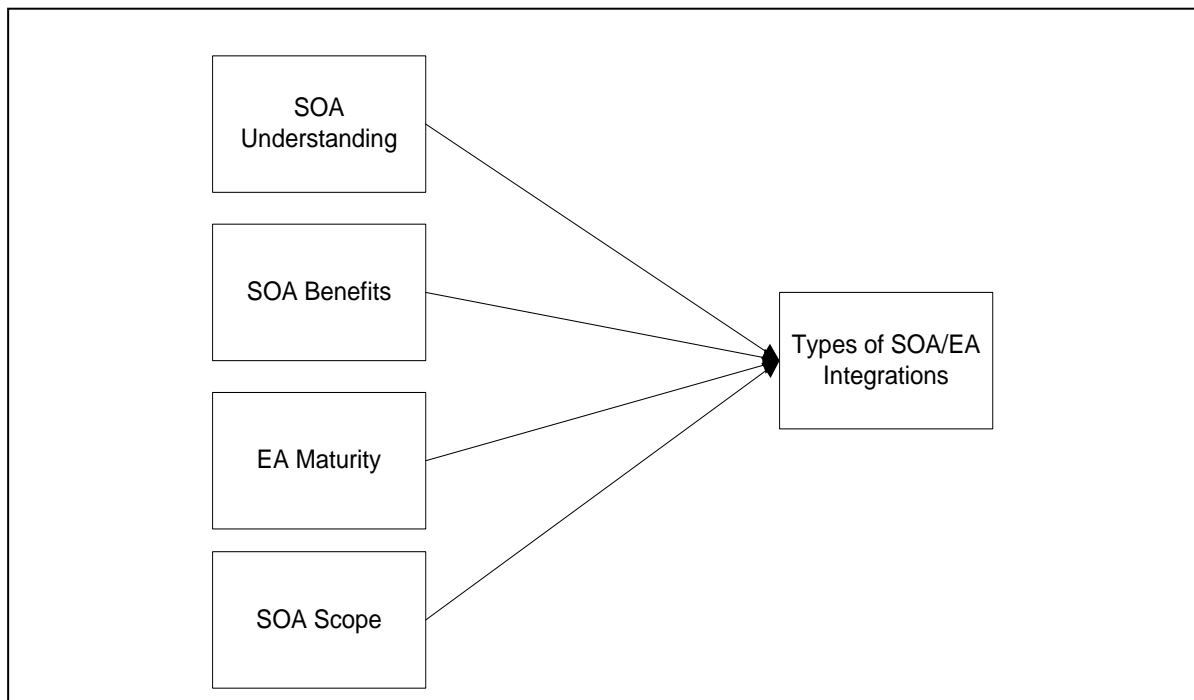 SOA
Understanding
SOA Benefits
EA Maturity
SOA Scope
Types of SOA/EA
Integrations